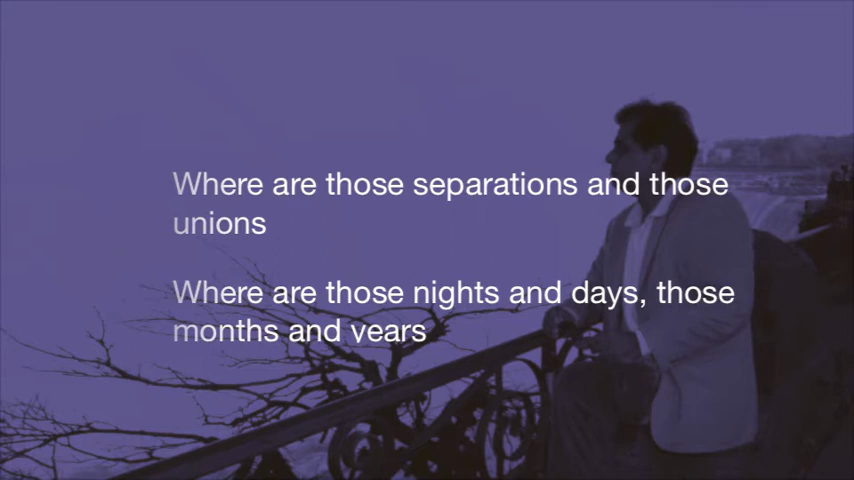 Where are those separations and those
unions
Where are those nights and days, those
months and years